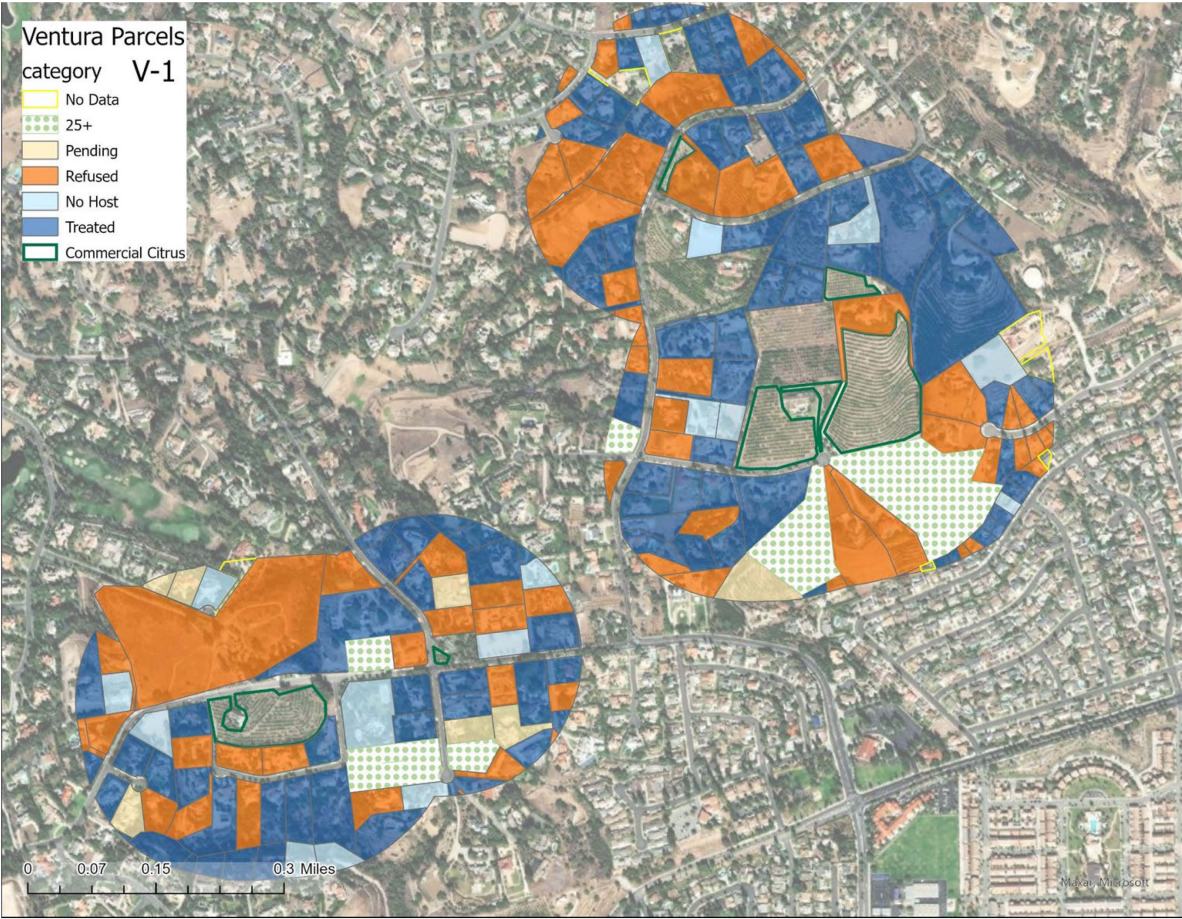 Ventura Parcels
category V-1
No Data
25+
Pending
Refused
No Host
Treated
Commercial Citrus
0 0.07 0.15 0.3 Miles
Maxar, Microsoft